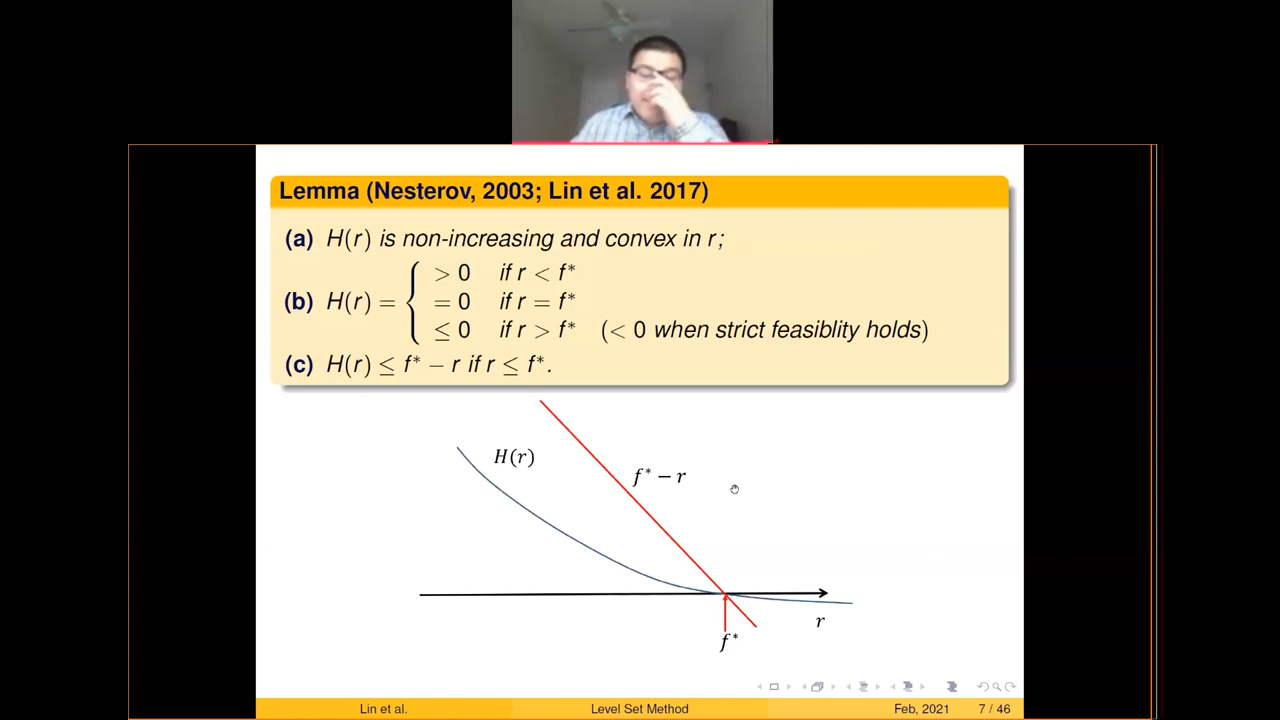 Lemma (Nesterov, 2003; Lin et al. 2017)
(a) H(r) is non-increasing and convex in r;
(b) H(r) = { > 0 if r < f*
= 0 if r = f*
≤ 0 if r > f* (< 0 when strict feasiblity holds)
(c) H(r) ≤ f* − r if r ≤ f*.
H(r)
f* − r
r
f*
Lin et al. Level Set Method Feb, 2021 7 / 46